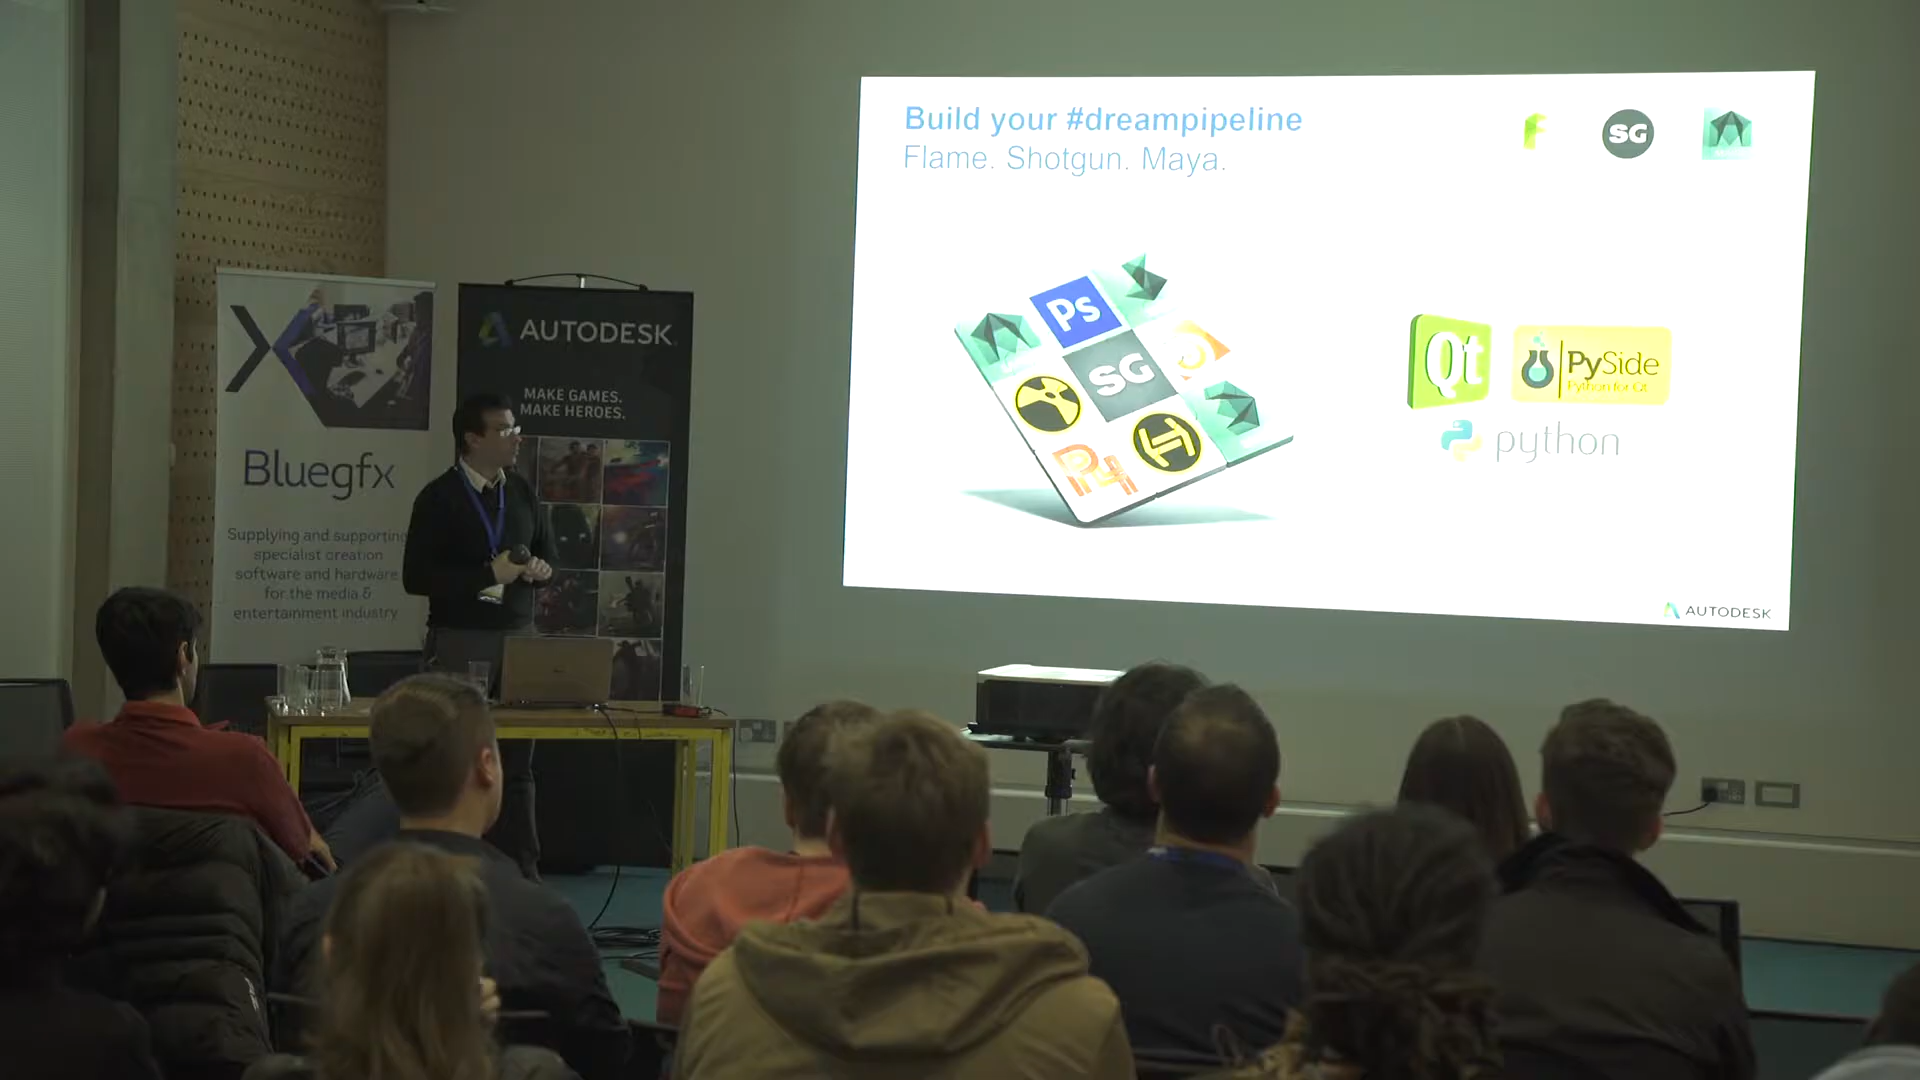 Build your #dreampipeline
Flame. Shotgun. Maya.
F
SG
Ps
SG
P4
Qt
PySide
Python for Qt
python
AUTODESK
Bluegfx
Supplying and supporting
specialist creation
software and hardware
for the media &
entertainment industry
AUTODESK
MAKE GAMES.
MAKE HEROES.